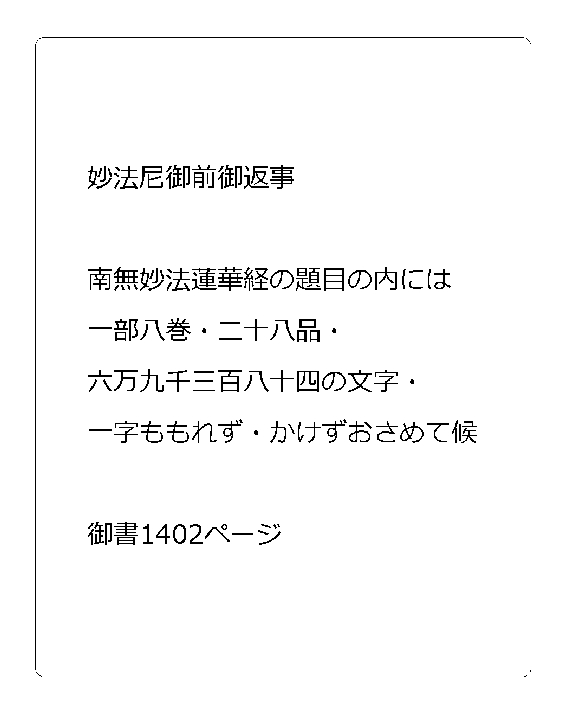 妙法尼御前御返事
南無妙法蓮華経の題目の内には
一部八巻・二十八品・
六万九千三百八十四の文字・
一字ももれず・かけずおさめて候
御書1402ページ